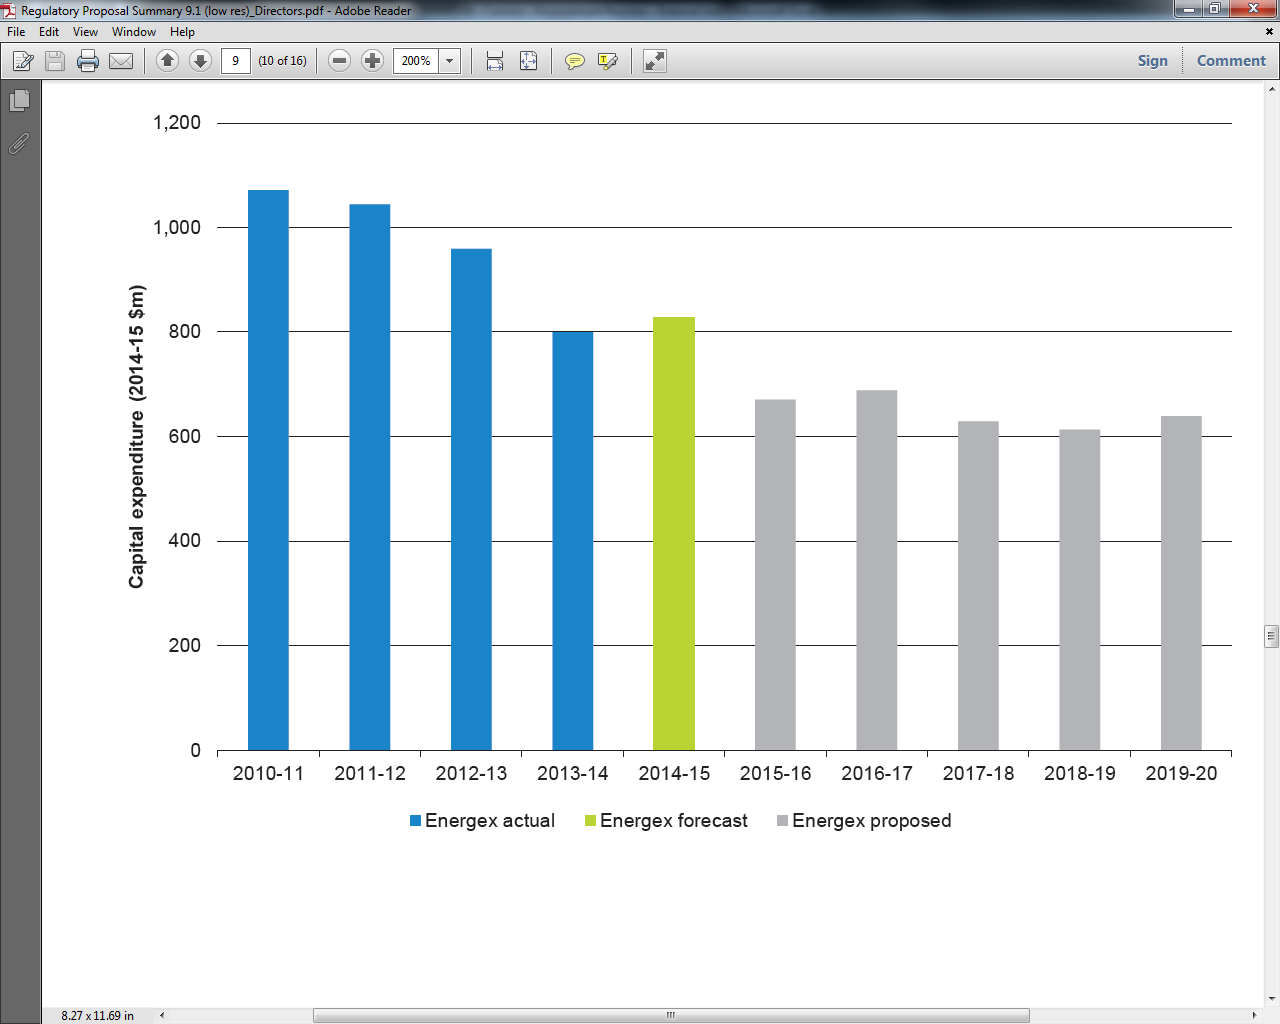 Regulatory Proposal Summary 9.1 (low res)_Directors.pdf - Adobe Reader
File Edit View Window Help
9 (10 of 16) 200% Sign Comment
1,200
1,000
800
600
400
200
0
Capital expenditure (2014-15 $m)
2010-11 2011-12 2012-13 2013-14 2014-15 2015-16 2016-17 2017-18 2018-19 2019-20
Energex actual Energex forecast Energex proposed
8.27 x 11.69 in